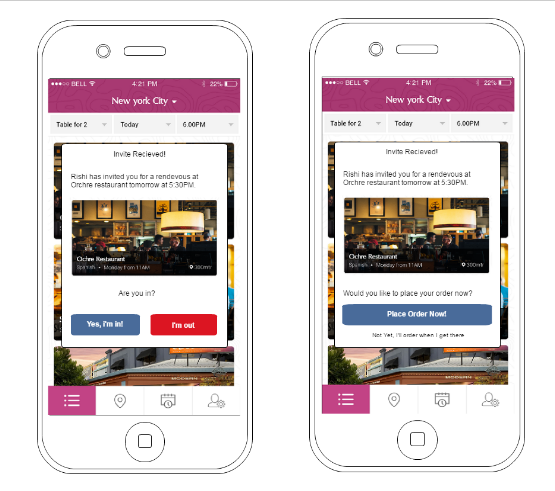 BELL 4:21 PM 22%
New york City
Table for 2 Today 6.00PM
Invite Recieved!
Rishi has invited you for a rendevous at
Orchre restaurant tomorrow at 5:30PM
Ochre Restaurant
Spanish • Monday from 11AM 300mtr
Are you in?
Yes, I'm in! I'm out
BELL 4:21 PM 22%
New york City
Table for 2 Today 6.00PM
Invite Recieved!
Rishi has invited you for a rendevous at
Orchre restaurant tomorrow at 5:30PM.
Ochre Restaurant
Spanish • Monday from 11AM 300mtr
Would you like to place your order now?
Place Order Now!
Not Yet, I'll order when I get there